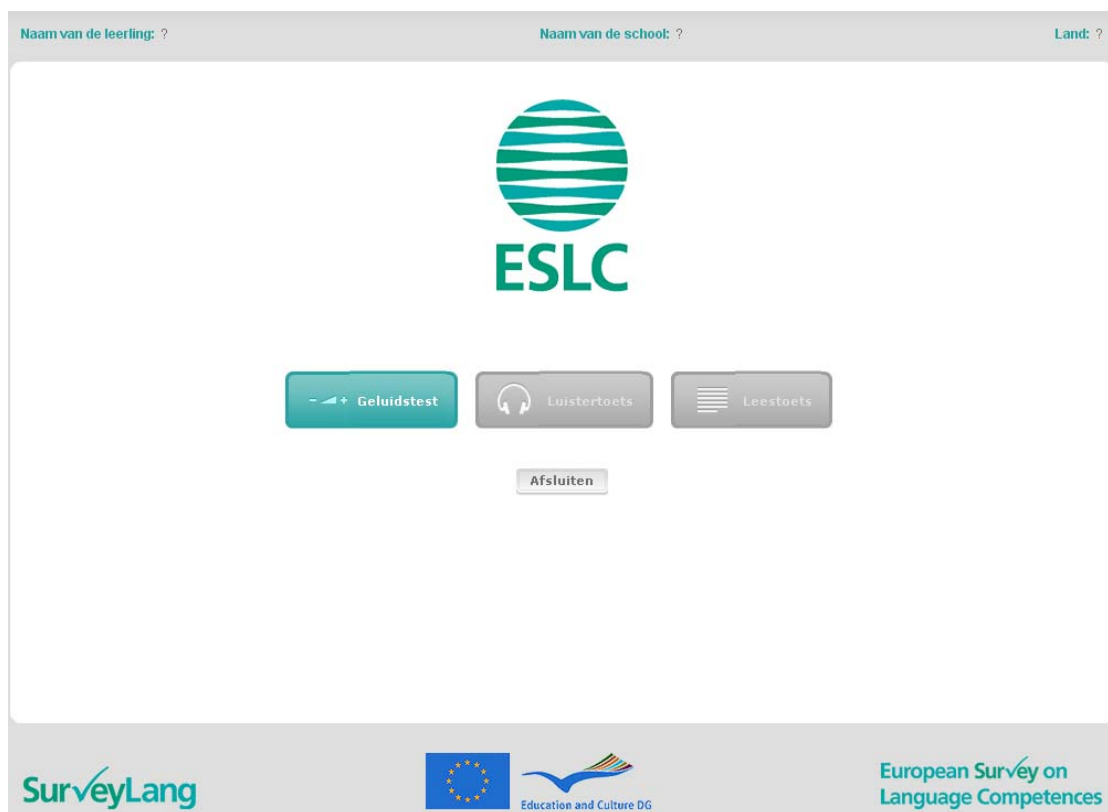 Naam van de leerling: ? Naam van de school: ? Land: ?
ESLC
- + Geluidstest Luistertoets Leestoets
Afsluiten
SurveyLang
Education and Culture DG
European Survey on
Language Competences